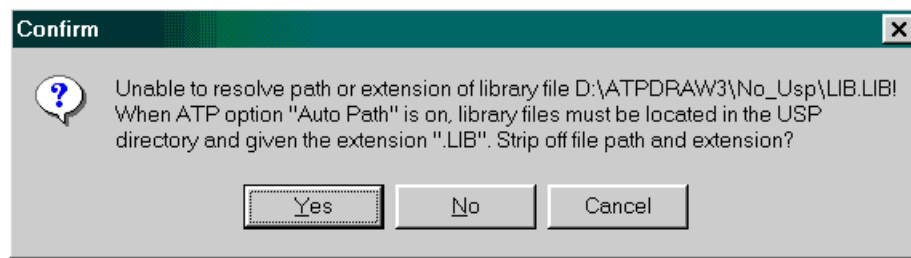 Confirm
Unable to resolve path or extension of library file D:\ATPDRAW3\No_Usp\LIB.LIB!
When ATP option "Auto Path" is on, library files must be located in the USP
directory and given the extension ".LIB". Strip off file path and extension?
Yes No Cancel